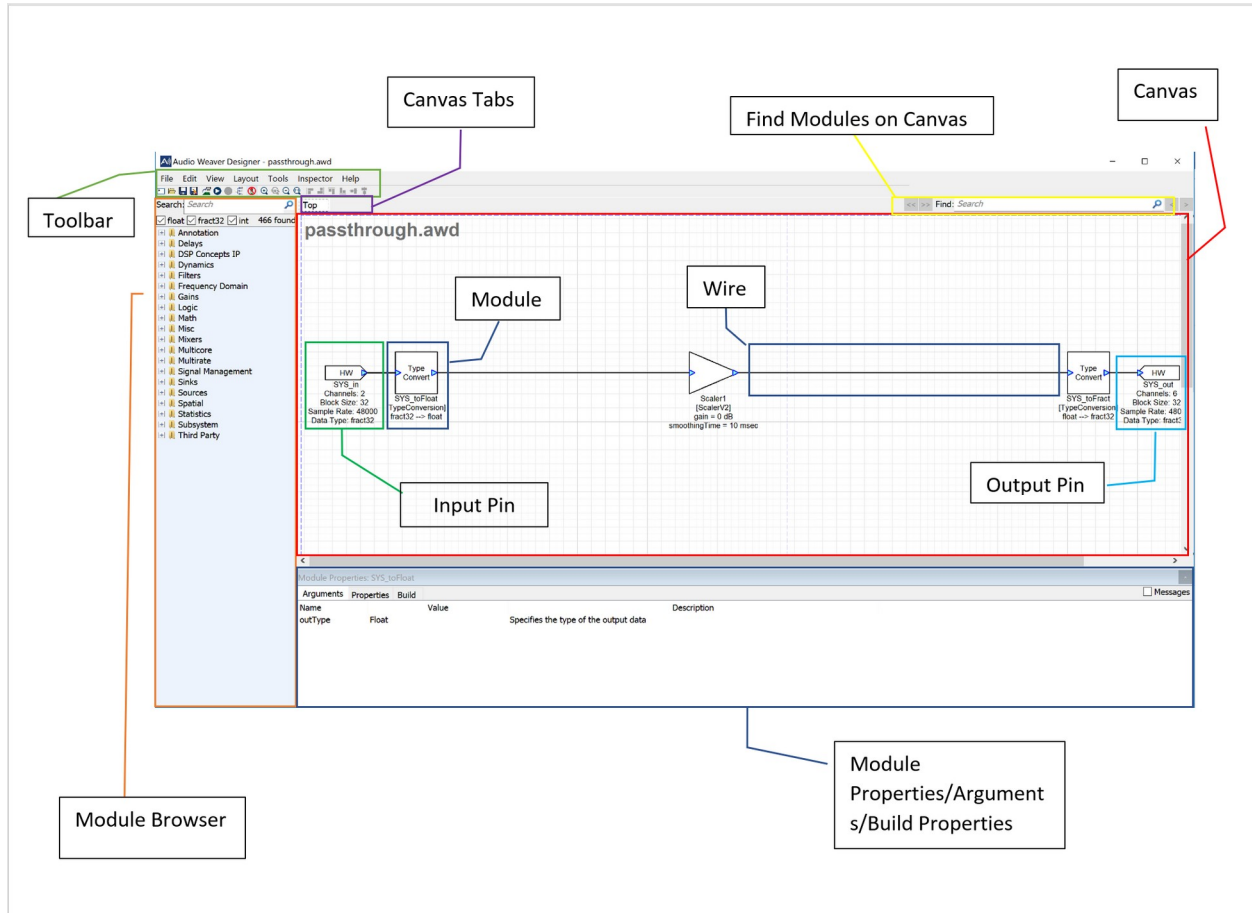 Canvas Tabs
Find Modules on Canvas
Canvas
Toolbar
Audio Weaver Designer - passthrough.awd
File Edit View Layout Tools Inspector Help
Search: Search
Top
Find: Search
float fract32 int 466 found
Annotation
Delays
DSP Concepts IP
Dynamics
Filters
Frequency Domain
Gains
Logic
Math
Misc
Mixers
Multicore
Multirate
Signal Management
Sinks
Sources
Spatial
Statistics
Subsystem
Third Party
passthrough.awd
Module
Wire
HW
SYS_in
Channels: 2
Block Size: 32
Sample Rate: 48000
Data Type: fract32
Type
Convert
SYS_toFloat
[TypeConversion]
fract32 --> float
Scaler1
[ScalerV2]
gain = 0 dB
smoothingTime = 10 msec
Type
Convert
SYS_toFract
[TypeConversion
float --> fract32
HW
SYS_out
Channels: 6
Block Size: 32
Sample Rate: 480
Data Type: fract3
Input Pin
Output Pin
Module Properties: SYS_toFloat
Arguments Properties Build
Messages
Name Value Description
outType Float Specifies the type of the output data
Module Browser
Module
Properties/Argument
s/Build Properties